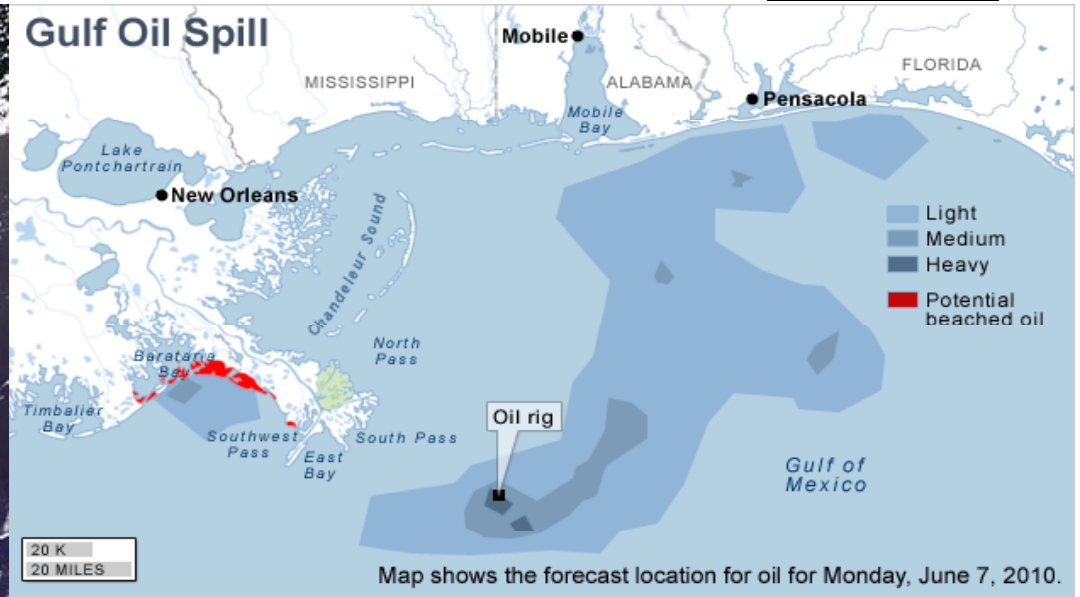 Gulf Oil Spill
Mobile
MISSISSIPPI
ALABAMA
FLORIDA
Pensacola
Mobile
Bay
Lake
Pontchartrain
New Orleans
Chandeleur Sound
Light
Medium
Heavy
Potential
beached oil
North
Pass
Barataria
Bay
Timbalier
Bay
Oil rig
Southwest
Pass
South Pass
East
Bay
Gulf of
Mexico
20 K
20 MILES
Map shows the forecast location for oil for Monday, June 7, 2010.